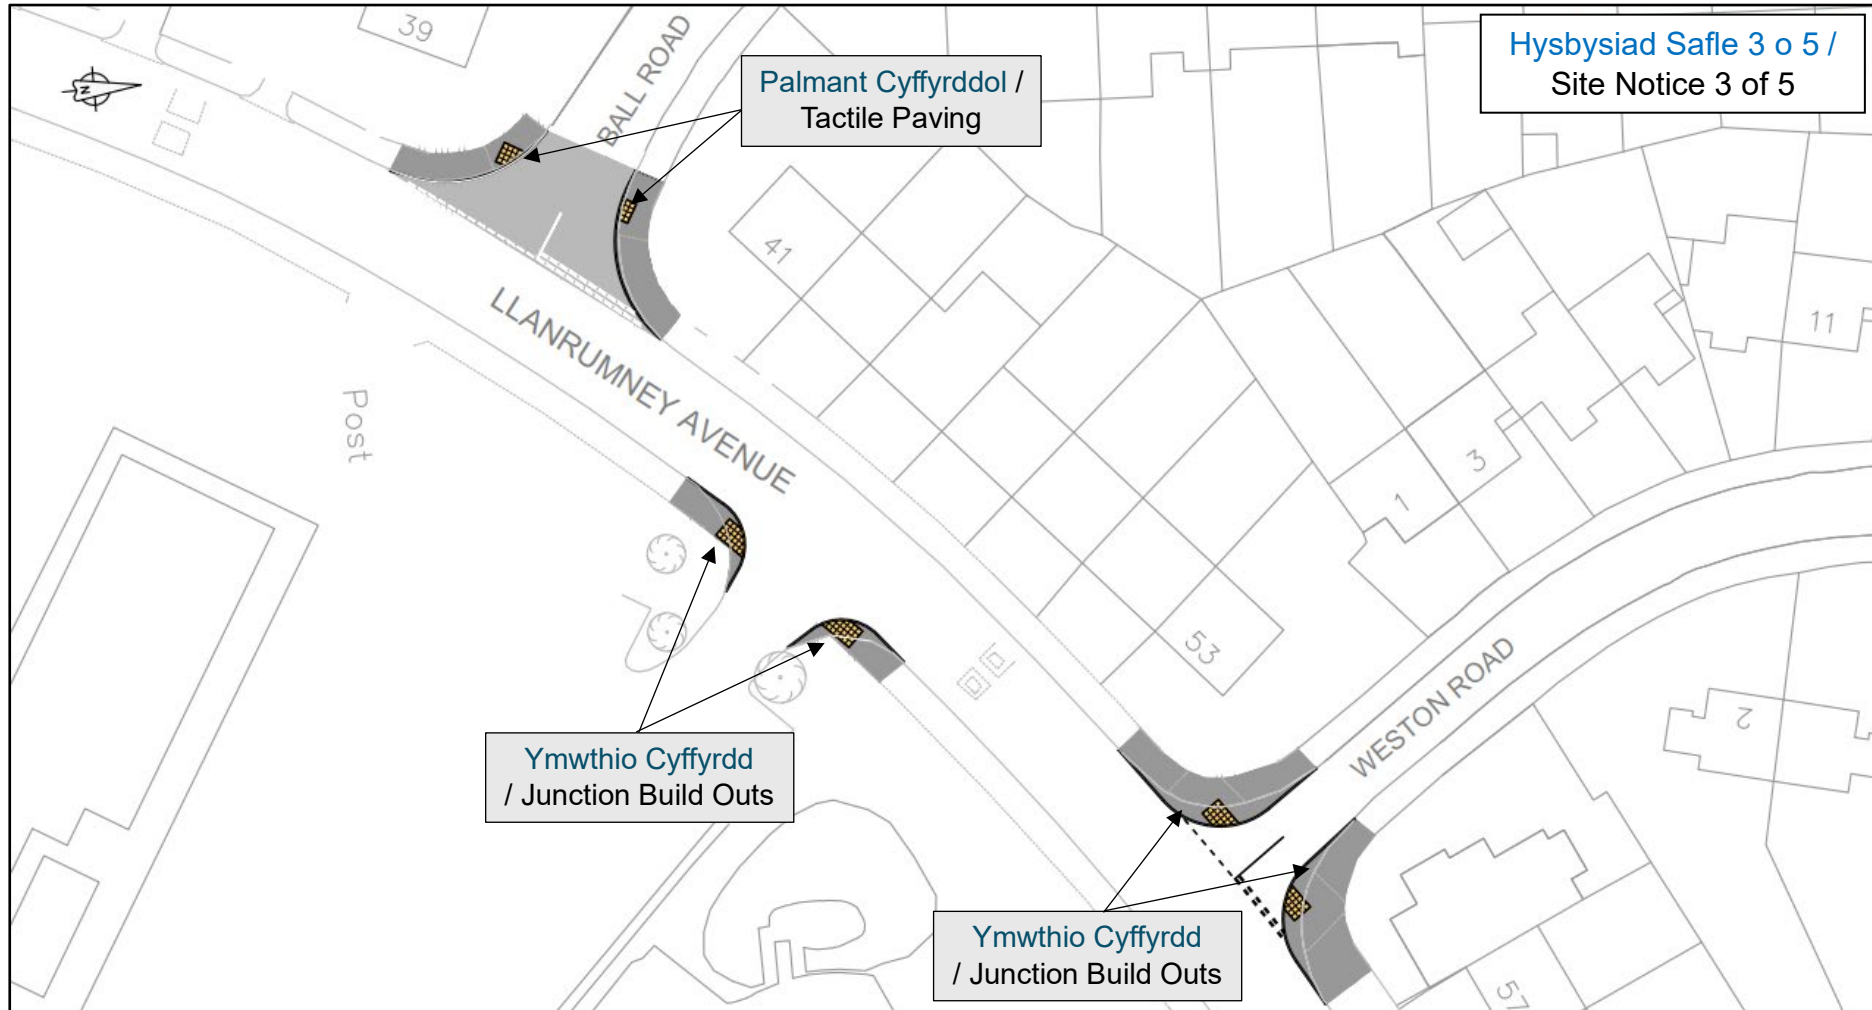 39
BALL ROAD
Hysbysiad Safle 3 o 5 /
Site Notice 3 of 5
Palmant Cyffyrddol /
Tactile Paving
N
41
11
LLANRUMNEY AVENUE
Post
3
1
53
WESTON ROAD
2
Ymwthio Cyffyrdd
/ Junction Build Outs
Ymwthio Cyffyrdd
/ Junction Build Outs
57